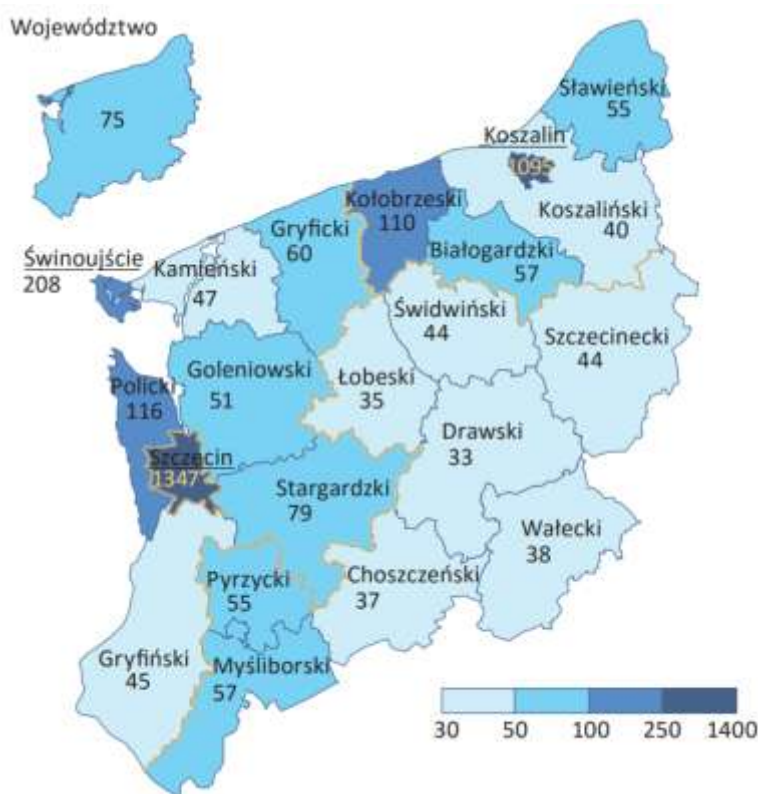 Województwo
75
Sławieński
55
Koszalin
1095
Kołobrzeski
110
Koszaliński
40
Gryficki
60
Białogardzki
57
Świnoujście
208
Kamieński
47
Świdwiński
44
Szczecinecki
44
Goleniowski
51
Łobeski
35
Policki
116
Drawski
33
Szczecin
1347
Stargardzki
79
Wałecki
38
Choszczeński
37
Pyrzycki
55
Gryfiński
45
Myśliborski
57
30 50 100 250 1400